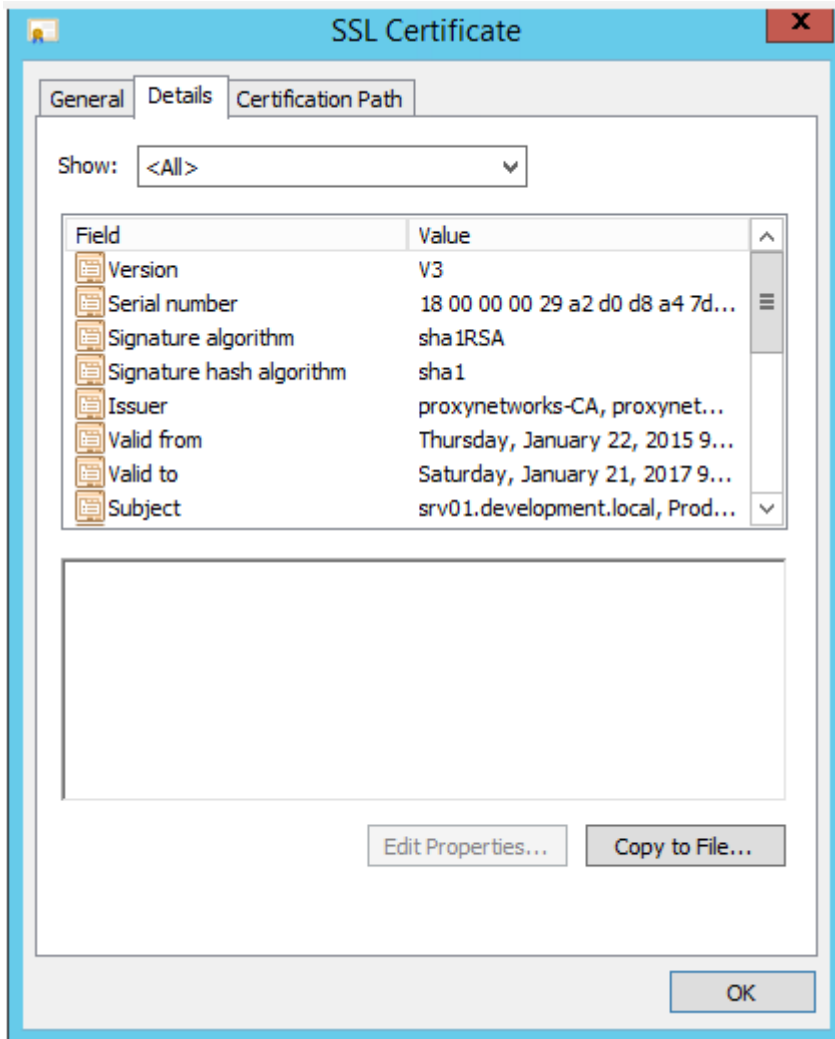 SSL Certificate
x
General Details Certification Path
Show: <All>
Field Value
Version V3
Serial number 18 00 00 00 29 a2 d0 d8 a4 7d...
Signature algorithm sha1RSA
Signature hash algorithm sha1
Issuer proxynetworks-CA, proxynet...
Valid from Thursday, January 22, 2015 9...
Valid to Saturday, January 21, 2017 9...
Subject srv01.development.local, Prod...
Edit Properties... Copy to File...
OK